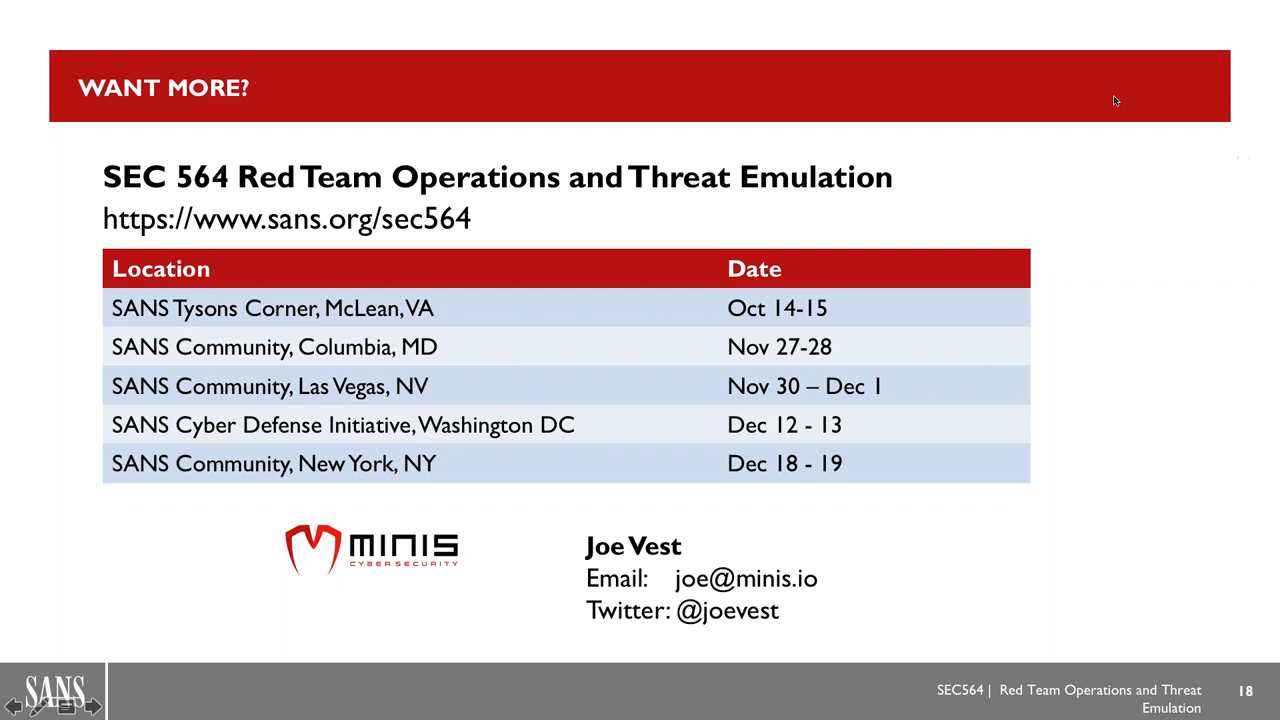 WANT MORE?
SEC 564 Red Team Operations and Threat Emulation
https://www.sans.org/sec564
Location Date
SANS Tysons Corner, McLean, VA Oct 14-15
SANS Community, Columbia, MD Nov 27-28
SANS Community, Las Vegas, NV Nov 30 – Dec 1
SANS Cyber Defense Initiative, Washington DC Dec 12 - 13
SANS Community, New York, NY Dec 18 - 19
MINIS
CYBERSECURITY
Joe Vest
Email: joe@minis.io
Twitter: @joevest
SANS
SEC564 | Red Team Operations and Threat
Emulation
18